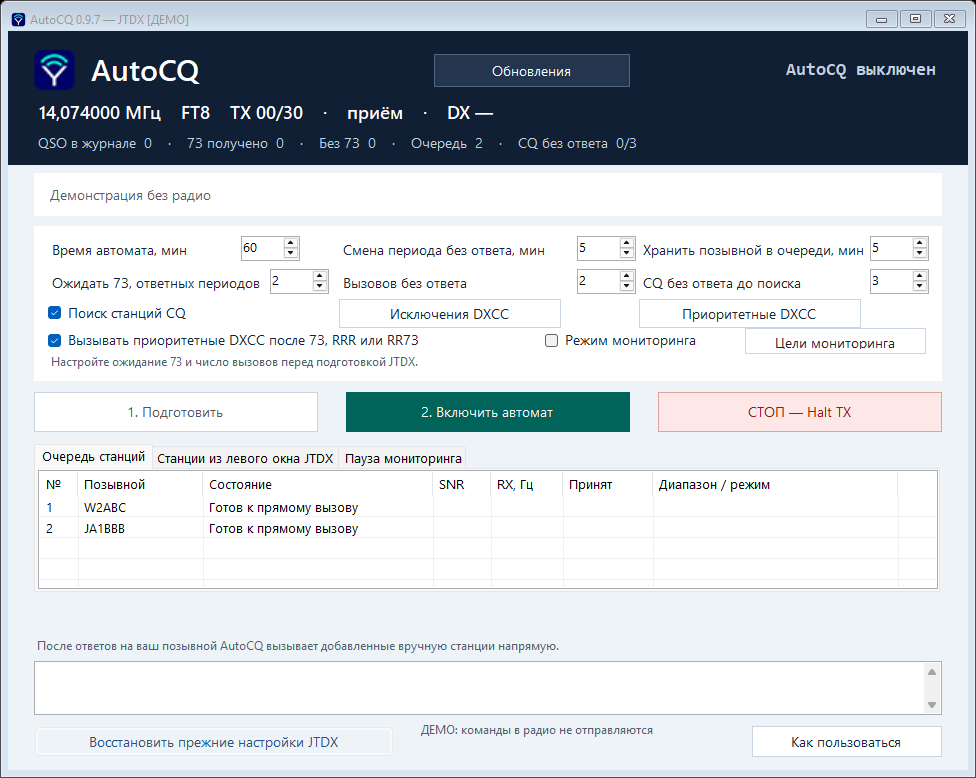 AutoCQ 0.9.7 — JTDX [ДЕМО]
AutoCQ
Обновления
AutoCQ выключен
14,074000 МГц FT8 TX 00/30 · приём · DX —
QSO в журнале 0 · 73 получено 0 · Без 73 0 · Очередь 2 · CQ без ответа 0/3
Демонстрация без радио
Время автомата, мин 60 Смена периода без ответа, мин 5 Хранить позывной в очереди, мин 5
Ожидать 73, ответных периодов 2 Вызовов без ответа 2 CQ без ответа до поиска 3
Поиск станций CQ Исключения DXCC Приоритетные DXCC
Вызывать приоритетные DXCC после 73, RRR или RR73 Режим мониторинга Цели мониторинга
Настройте ожидание 73 и число вызовов перед подготовкой JTDX.
1. Подготовить 2. Включить автомат СТОП — Halt TX
Очередь станций Станции из левого окна JTDX Пауза мониторинга
№ Позывной Состояние SNR RX, Гц Принят Диапазон / режим
1 W2ABC Готов к прямому вызову
2 JA1BBB Готов к прямому вызову
После ответов на ваш позывной AutoCQ вызывает добавленные вручную станции напрямую.
Восстановить прежние настройки JTDX ДЕМО: команды в радио не отправляются Как пользоваться